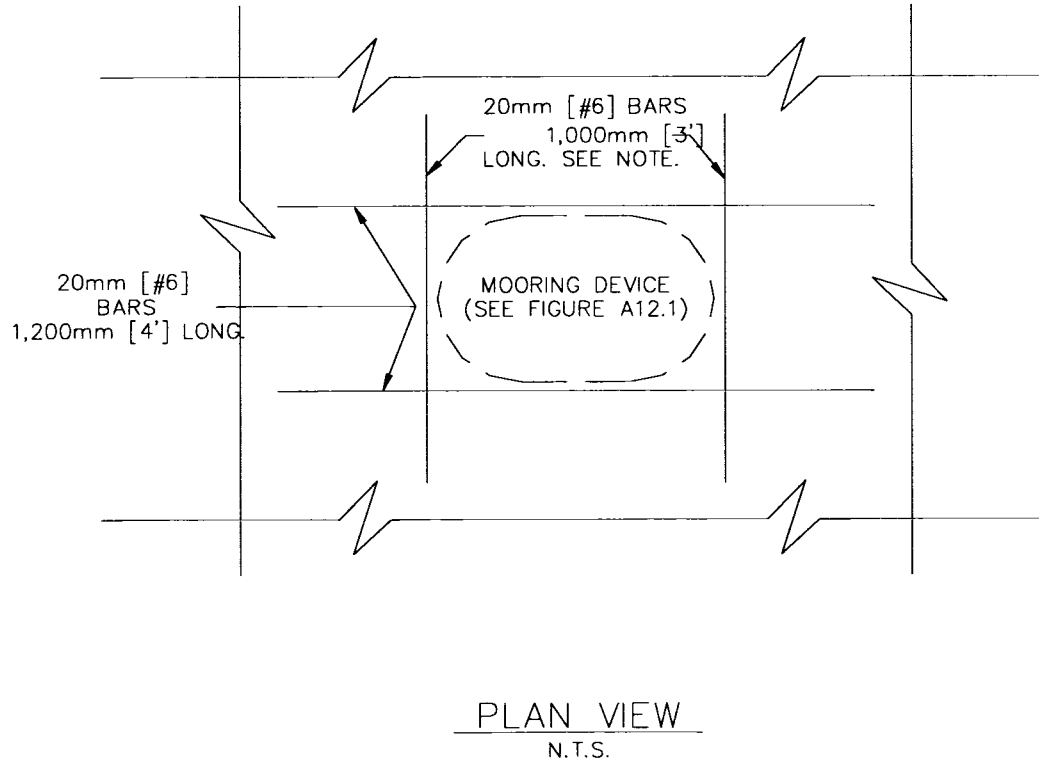 20mm [#6] BARS
1,000mm [3']
LONG. SEE NOTE.
20mm [#6]
BARS
1,200mm [4'] LONG.
MOORING DEVICE
(SEE FIGURE A12.1)
PLAN VIEW
N.T.S.